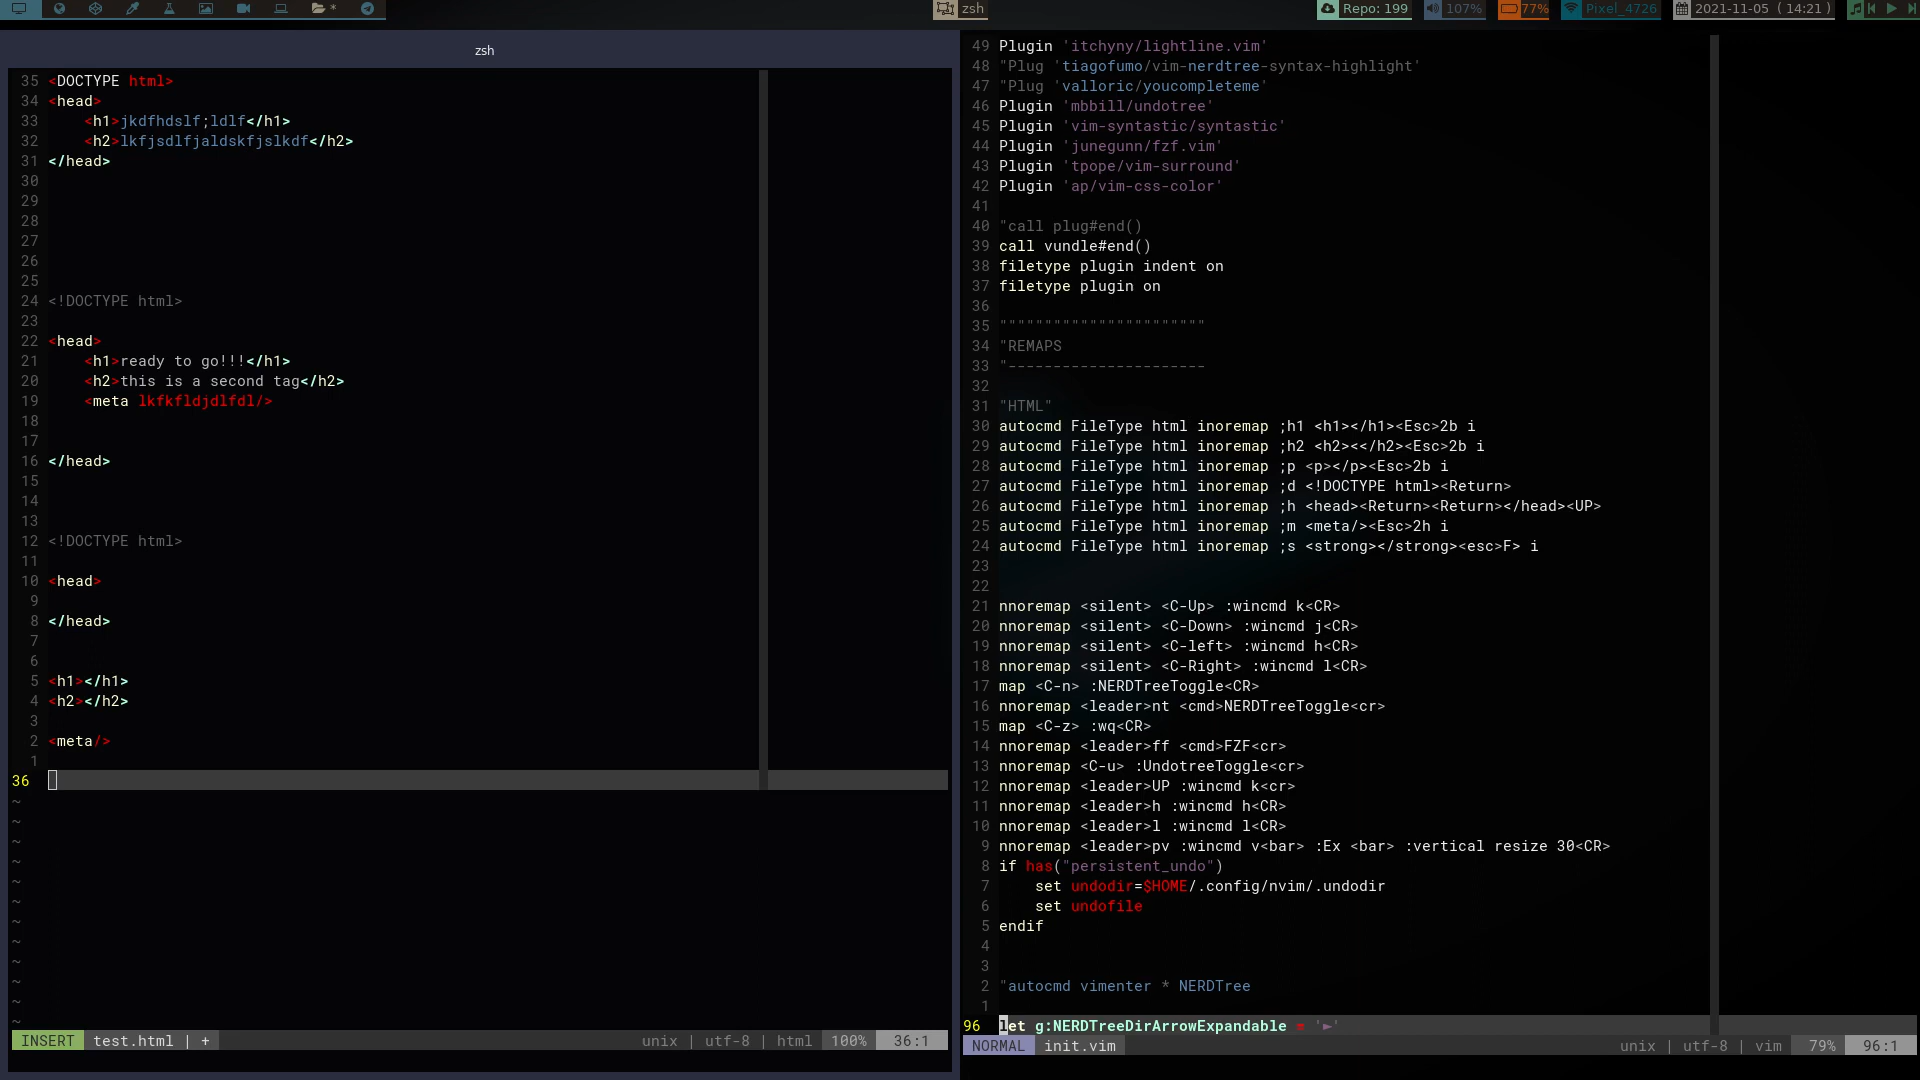 zsh
Repo: 199
107%
77%
Pixel_4726
2021-11-05 ( 14:21 )
zsh
35 <DOCTYPE html>
34 <head>
33     <h1>jkdfhdslf;ldlf</h1>
32     <h2>lkfjsdlfjaldskfjslkdf</h2>
31 </head>
30
29
28
27
26
25
24 <!DOCTYPE html>
23
22 <head>
21     <h1>ready to go!!!</h1>
20     <h2>this is a second tag</h2>
19     <meta lkfkfldjdlfdl/>
18
17
16 </head>
15
14
13
12 <!DOCTYPE html>
11
10 <head>
9
8 </head>
7
6
5 <h1></h1>
4 <h2></h2>
3
2 <meta/>
1
36
~
~
~
~
~
~
~
~
~
~
~
~
INSERT test.html | + unix | utf-8 | html 100% 36:1
49 Plugin 'itchyny/lightline.vim'
48 "Plug 'tiagofumo/vim-nerdtree-syntax-highlight'
47 "Plug 'valloric/youcompleteme'
46 Plugin 'mbbill/undotree'
45 Plugin 'vim-syntastic/syntastic'
44 Plugin 'junegunn/fzf.vim'
43 Plugin 'tpope/vim-surround'
42 Plugin 'ap/vim-css-color'
41
40 "call plug#end()
39 call vundle#end()
38 filetype plugin indent on
37 filetype plugin on
36
35 """""""""""""""""""""""
34 "REMAPS
33 "----------------------
32
31 "HTML"
30 autocmd FileType html inoremap ;h1 <h1></h1><Esc>2b i
29 autocmd FileType html inoremap ;h2 <h2><</h2><Esc>2b i
28 autocmd FileType html inoremap ;p <p></p><Esc>2b i
27 autocmd FileType html inoremap ;d <!DOCTYPE html><Return>
26 autocmd FileType html inoremap ;h <head><Return><Return></head><UP>
25 autocmd FileType html inoremap ;m <meta/><Esc>2h i
24 autocmd FileType html inoremap ;s <strong></strong><esc>F> i
23
22
21 nnoremap <silent> <C-Up> :wincmd k<CR>
20 nnoremap <silent> <C-Down> :wincmd j<CR>
19 nnoremap <silent> <C-left> :wincmd h<CR>
18 nnoremap <silent> <C-Right> :wincmd l<CR>
17 map <C-n> :NERDTreeToggle<CR>
16 nnoremap <leader>nt <cmd>NERDTreeToggle<cr>
15 map <C-z> :wq<CR>
14 nnoremap <leader>ff <cmd>FZF<cr>
13 nnoremap <C-u> :UndotreeToggle<cr>
12 nnoremap <leader>UP :wincmd k<cr>
11 nnoremap <leader>h :wincmd h<CR>
10 nnoremap <leader>l :wincmd l<CR>
9 nnoremap <leader>pv :wincmd v<bar> :Ex <bar> :vertical resize 30<CR>
8 if has("persistent_undo")
7     set undodir=$HOME/.config/nvim/.undodir
6     set undofile
5 endif
4
3
2 "autocmd vimenter * NERDTree
1
96 let g:NERDTreeDirArrowExpandable = '►'
NORMAL init.vim unix | utf-8 | vim 79% 96:1